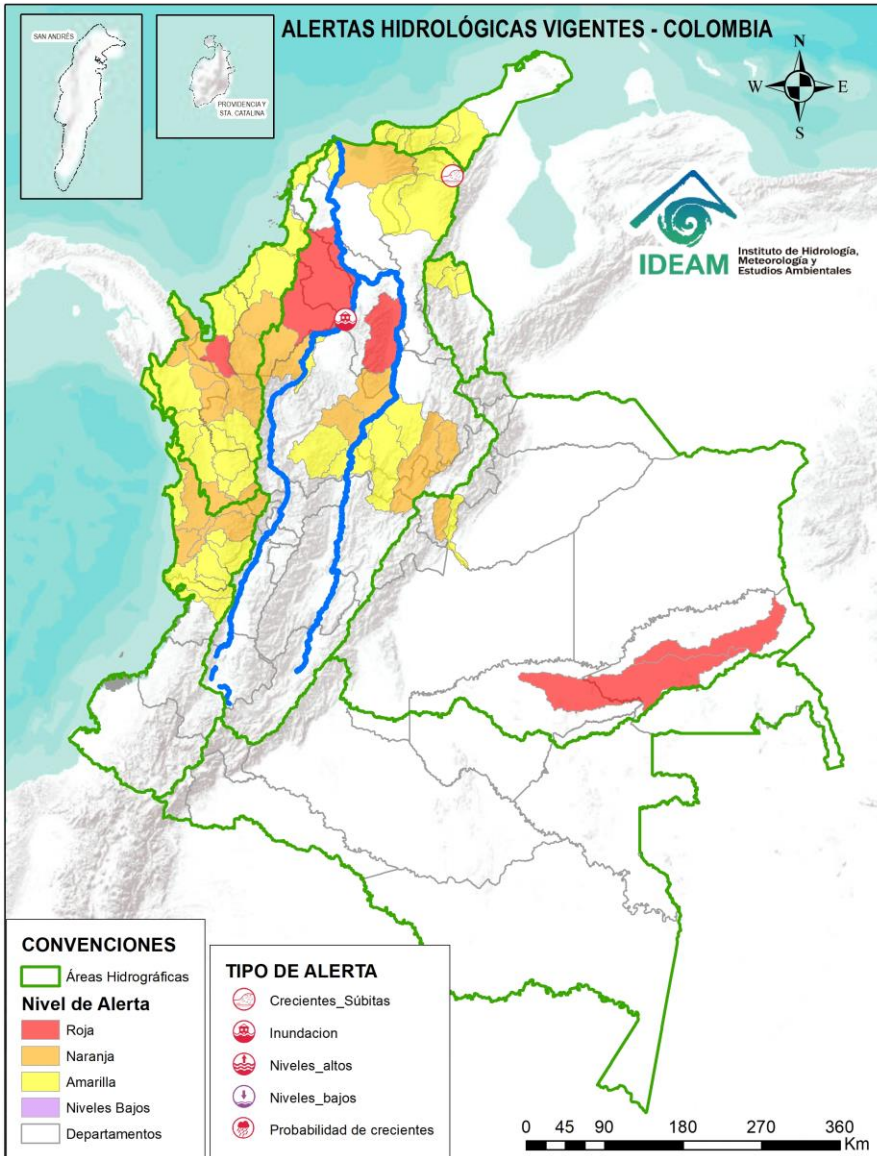 ALERTAS HIDROLÓGICAS VIGENTES - COLOMBIA
SAN ANDRÉS
PROVIDENCIA Y
STA. CATALINA
N
W
E
S
IDEAM
Instituto de Hidrología,
Meteorología y
Estudios Ambientales
CONVENCIONES
Áreas Hidrográficas
Nivel de Alerta
Roja
Naranja
Amarilla
Niveles Bajos
Departamentos
TIPO DE ALERTA
Crecientes_Súbitas
Inundacion
Niveles_altos
Niveles_bajos
Probabilidad de crecientes
0 45 90 180 270 360
Km